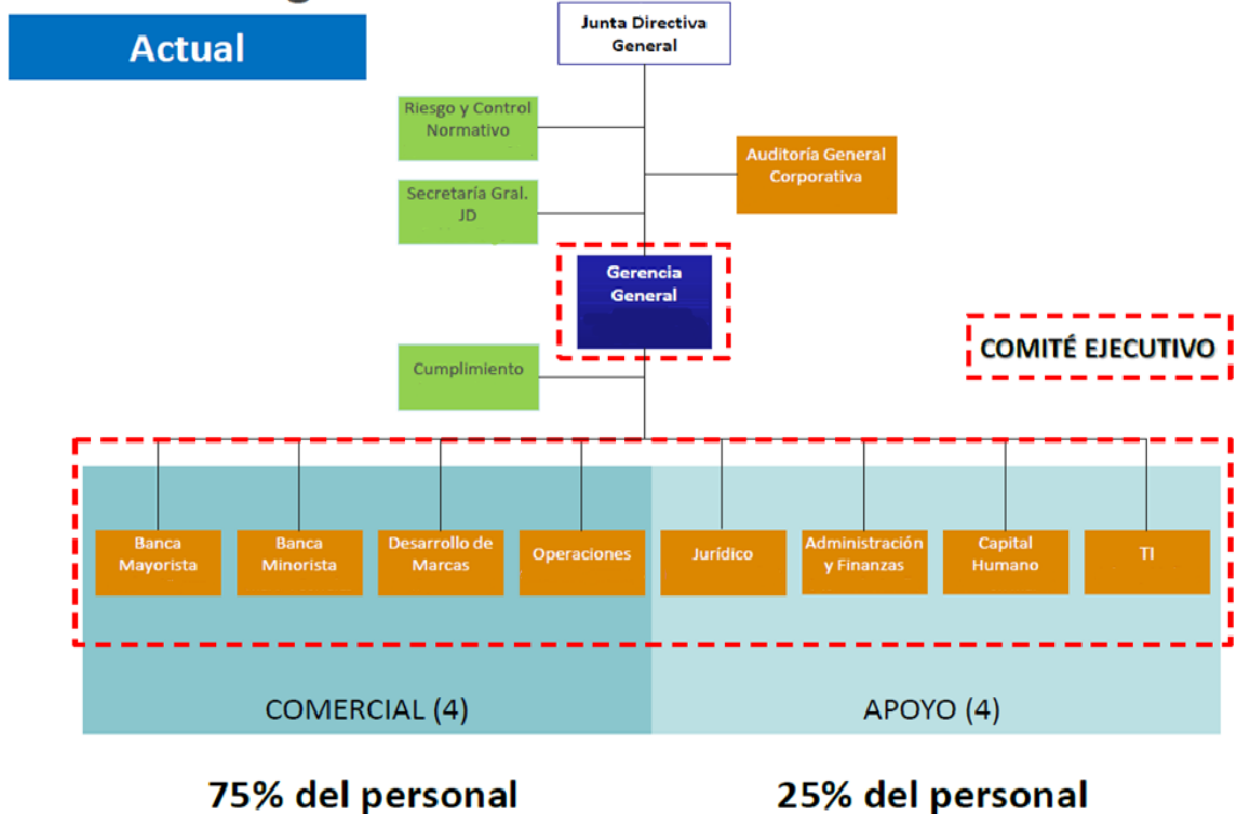 Actual
Junta Directiva
General
Riesgo y Control
Normativo
Auditoría General
Corporativa
Secretaría Gral.
JD
Gerencia
General
COMITÉ EJECUTIVO
Cumplimiento
Banca
Mayorista
Banca
Minorista
Desarrollo de
Marcas
Operaciones
Jurídico
Administración
y Finanzas
Capital
Humano
TI
COMERCIAL (4)
APOYO (4)
75% del personal
25% del personal